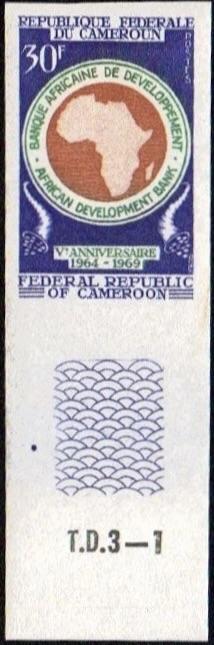 REPUBLIQUE FEDERALE
DU CAMEROUN
30F
POSTES
BANQUE AFRICAINE DE DEVELOPPEMENT
AFRICAN DEVELOPMENT BANK
Ve ANNIVERSAIRE
1964 - 1969
FEDERAL REPUBLIC
OF CAMEROON
T.D.3-1